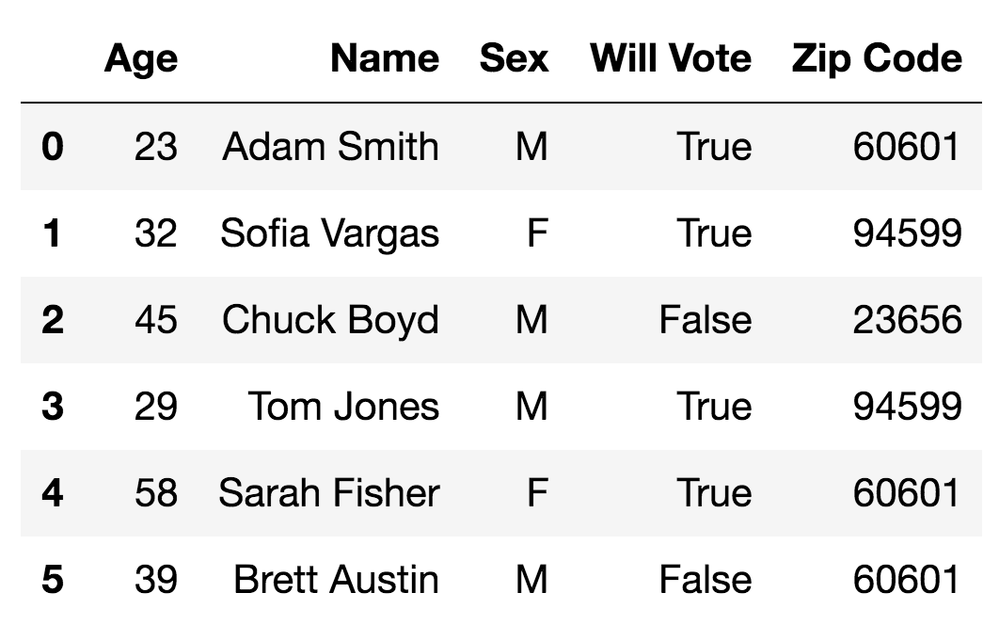 Age Name Sex Will Vote Zip Code
0 23 Adam Smith M True 60601
1 32 Sofia Vargas F True 94599
2 45 Chuck Boyd M False 23656
3 29 Tom Jones M True 94599
4 58 Sarah Fisher F True 60601
5 39 Brett Austin M False 60601